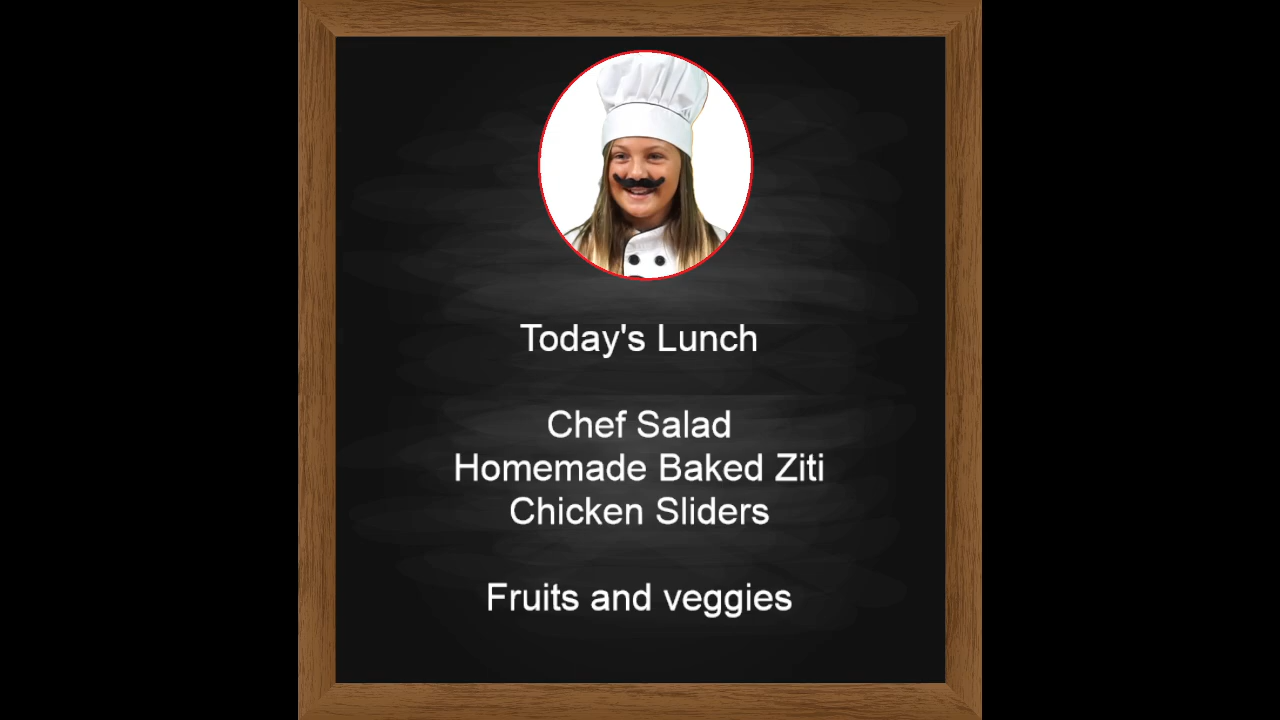 Today's Lunch
Chef Salad
Homemade Baked Ziti
Chicken Sliders
Fruits and veggies